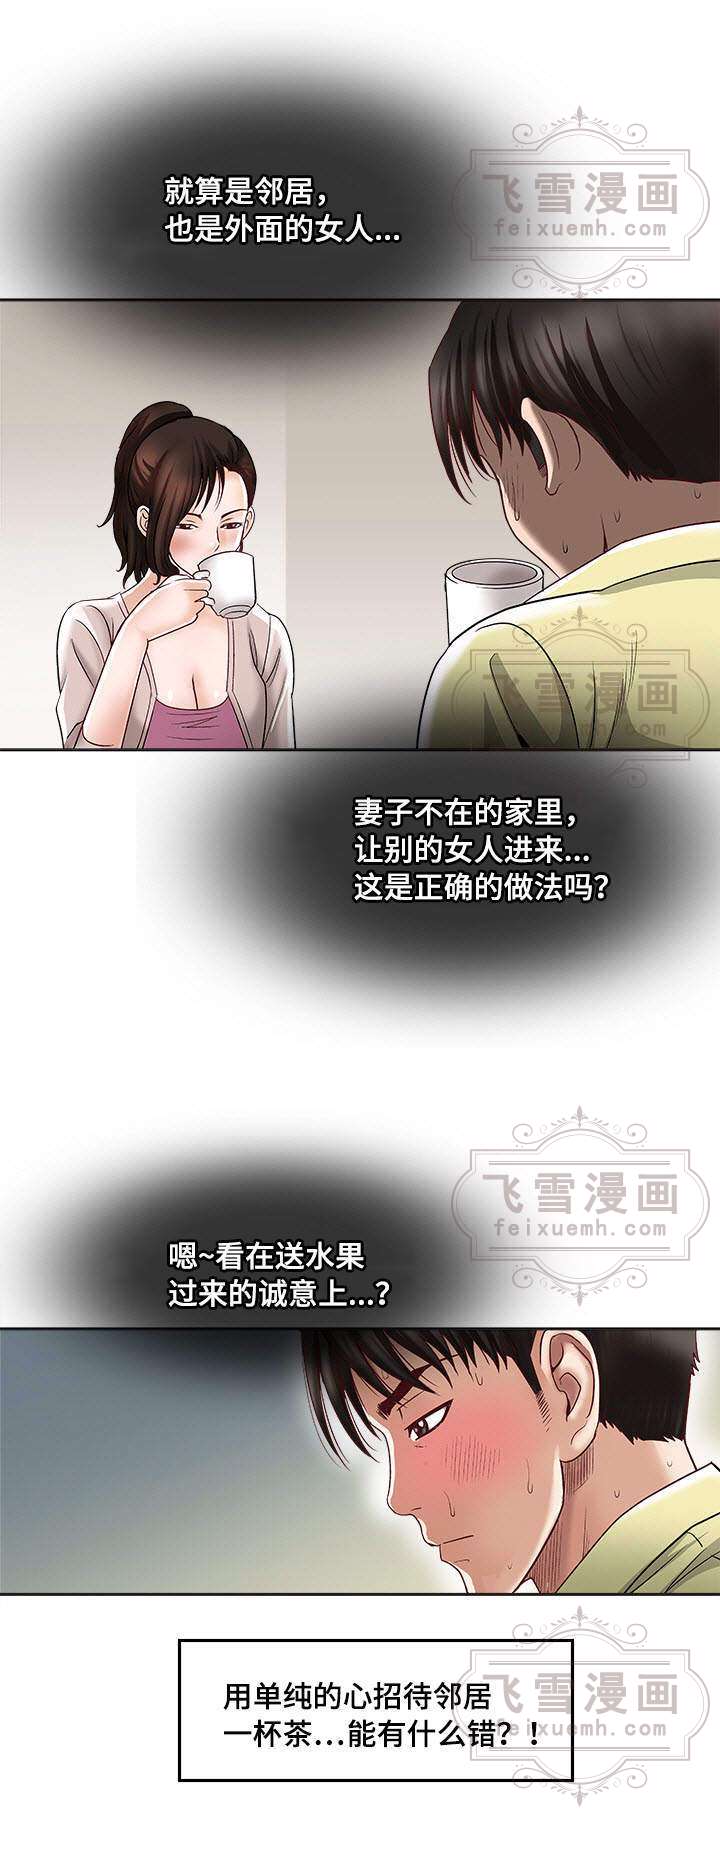 飞雪漫画
feixuemh.com
就算是邻居，
也是外面的女人...
飞雪漫画
feixuemh.com
妻子不在的家里，
让别的女人进来...
这是正确的做法吗？
飞雪漫画
feixuemh.com
嗯~看在送水果
过来的诚意上...？
用单纯的心招待邻居
一杯茶...能有什么错？！
飞雪漫画
feixuemh.com